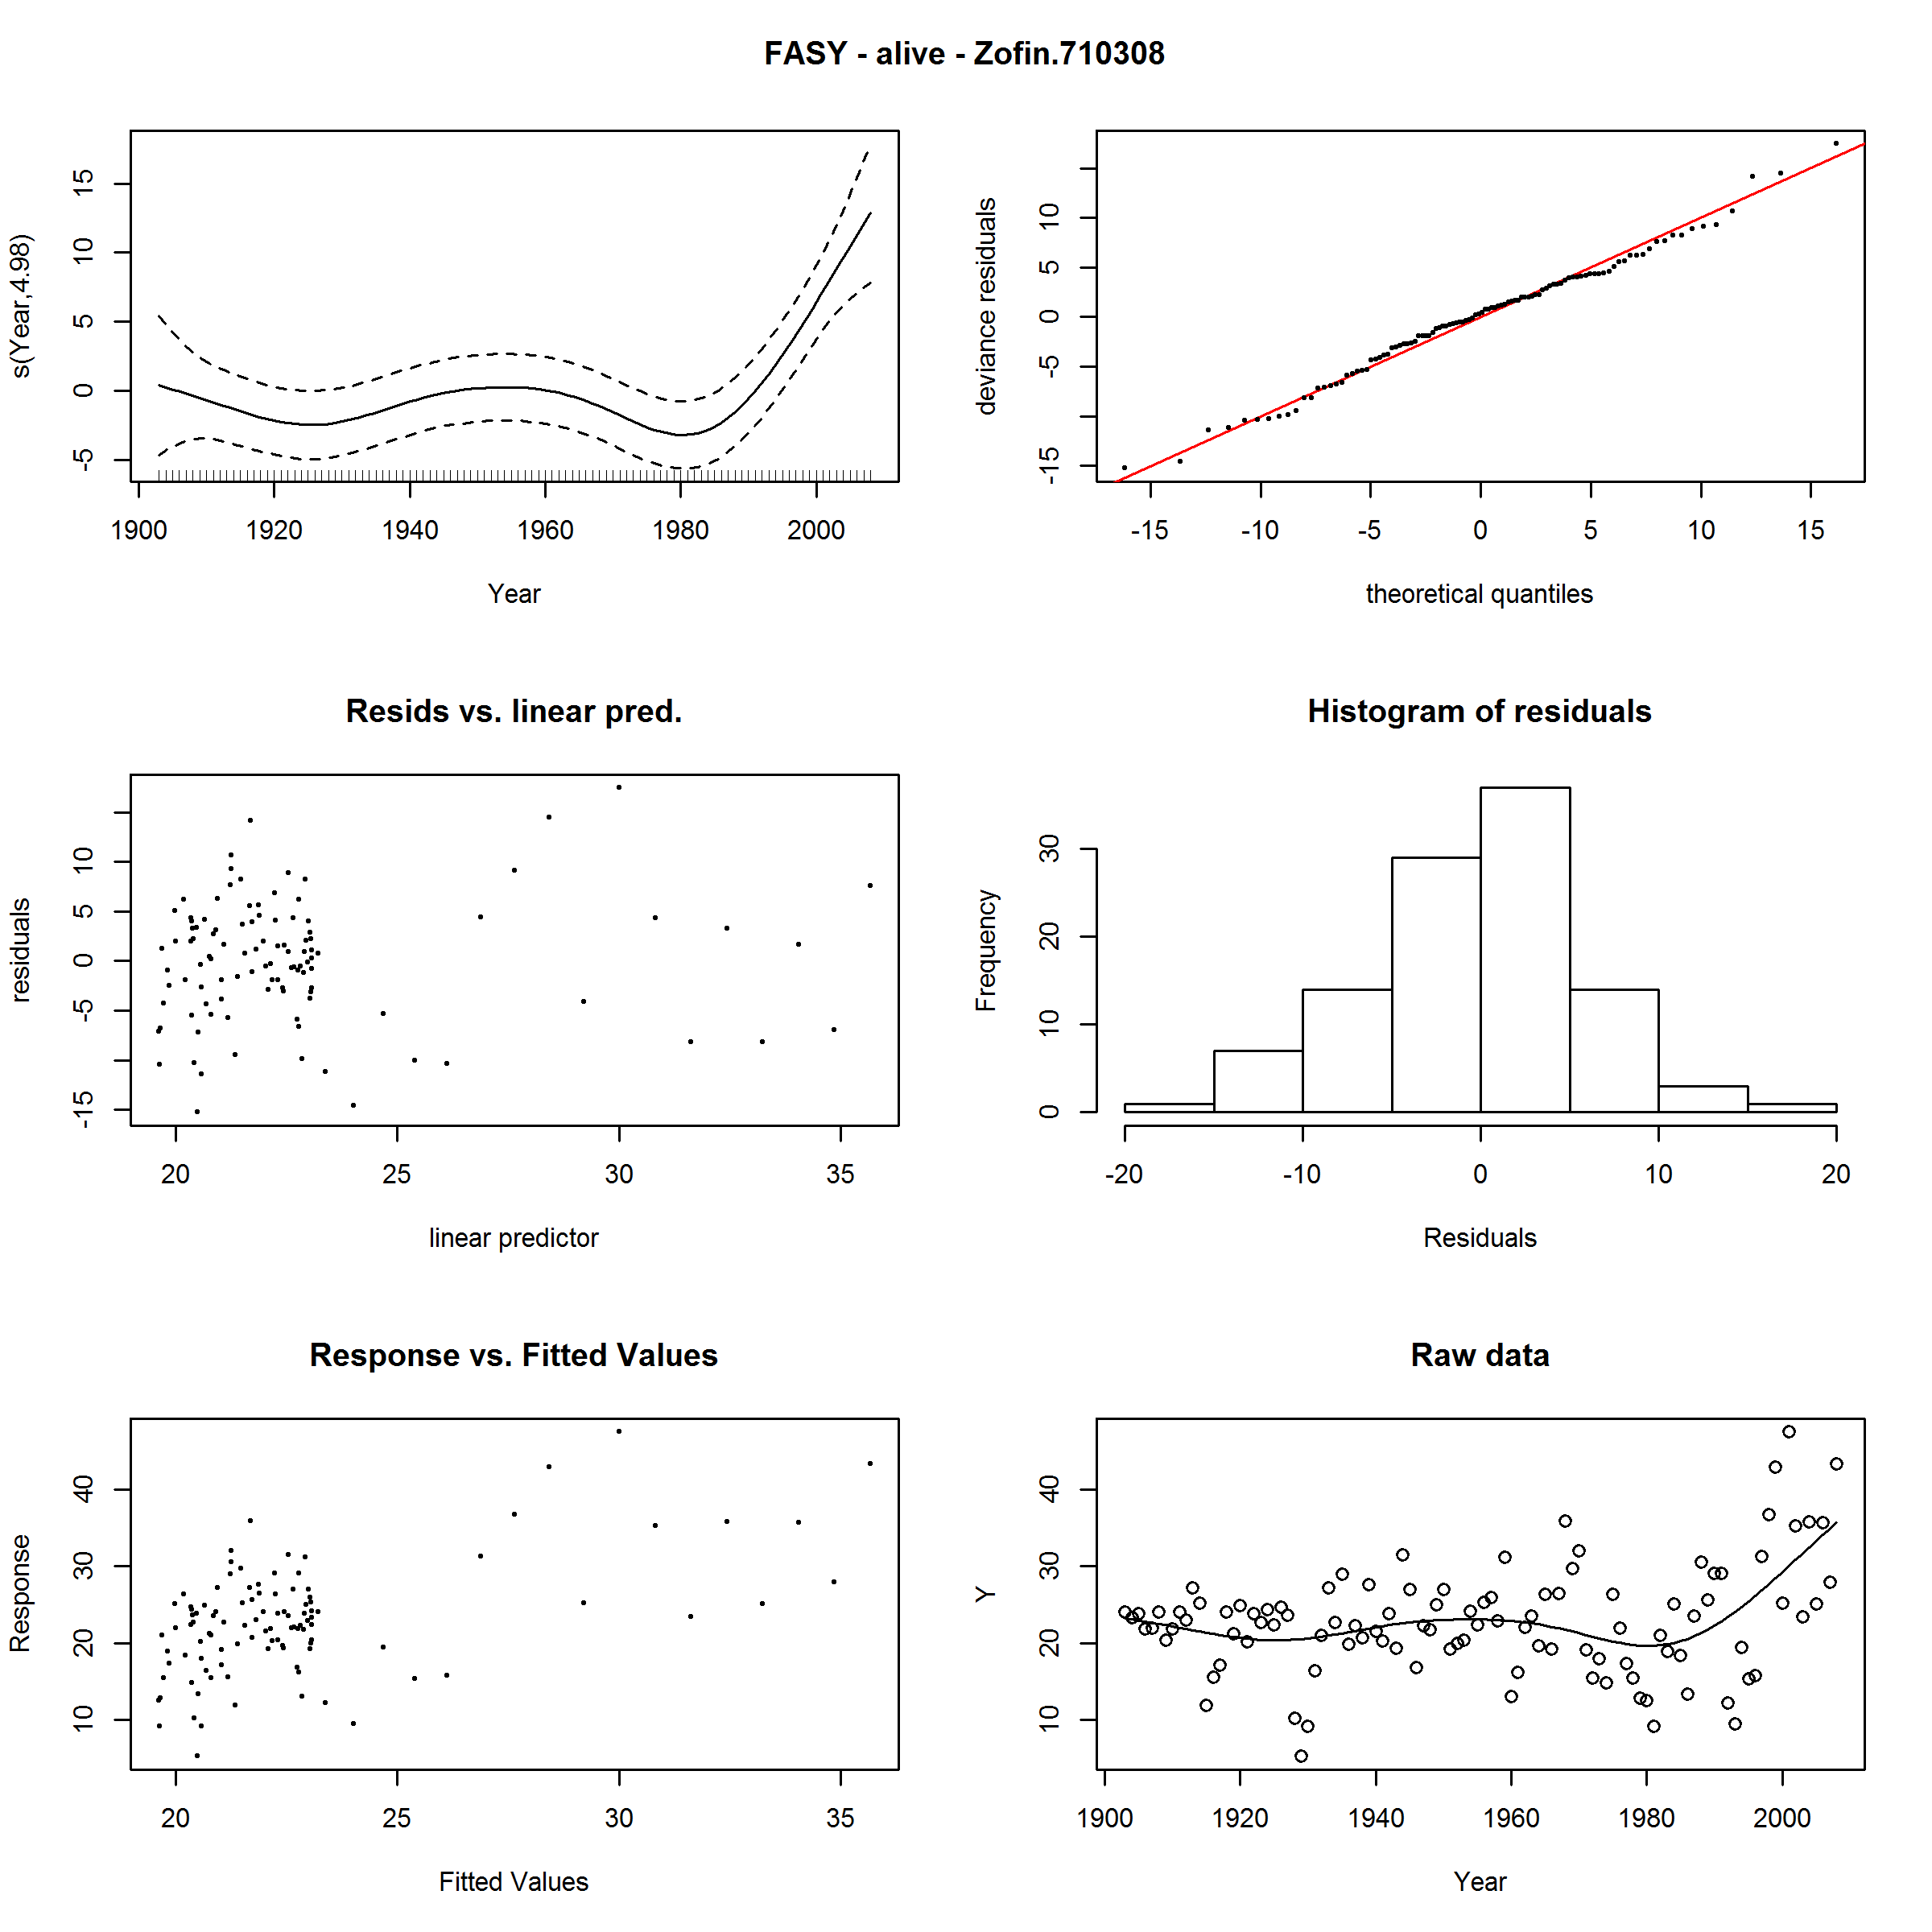 FASY - alive - Zofin.710308
s(Year,4.98)
15
10
5
0
-5
1900 1920 1940 1960 1980 2000
Year
deviance residuals
10
5
0
-5
-15
-15 -10 -5 0 5 10 15
theoretical quantiles
Resids vs. linear pred.
residuals
10
5
0
-5
-15
20 25 30 35
linear predictor
Histogram of residuals
Frequency
30
20
10
0
-20 -10 0 10 20
Residuals
Response vs. Fitted Values
Response
40
30
20
10
20 25 30 35
Fitted Values
Raw data
Y
40
30
20
10
1900 1920 1940 1960 1980 2000
Year